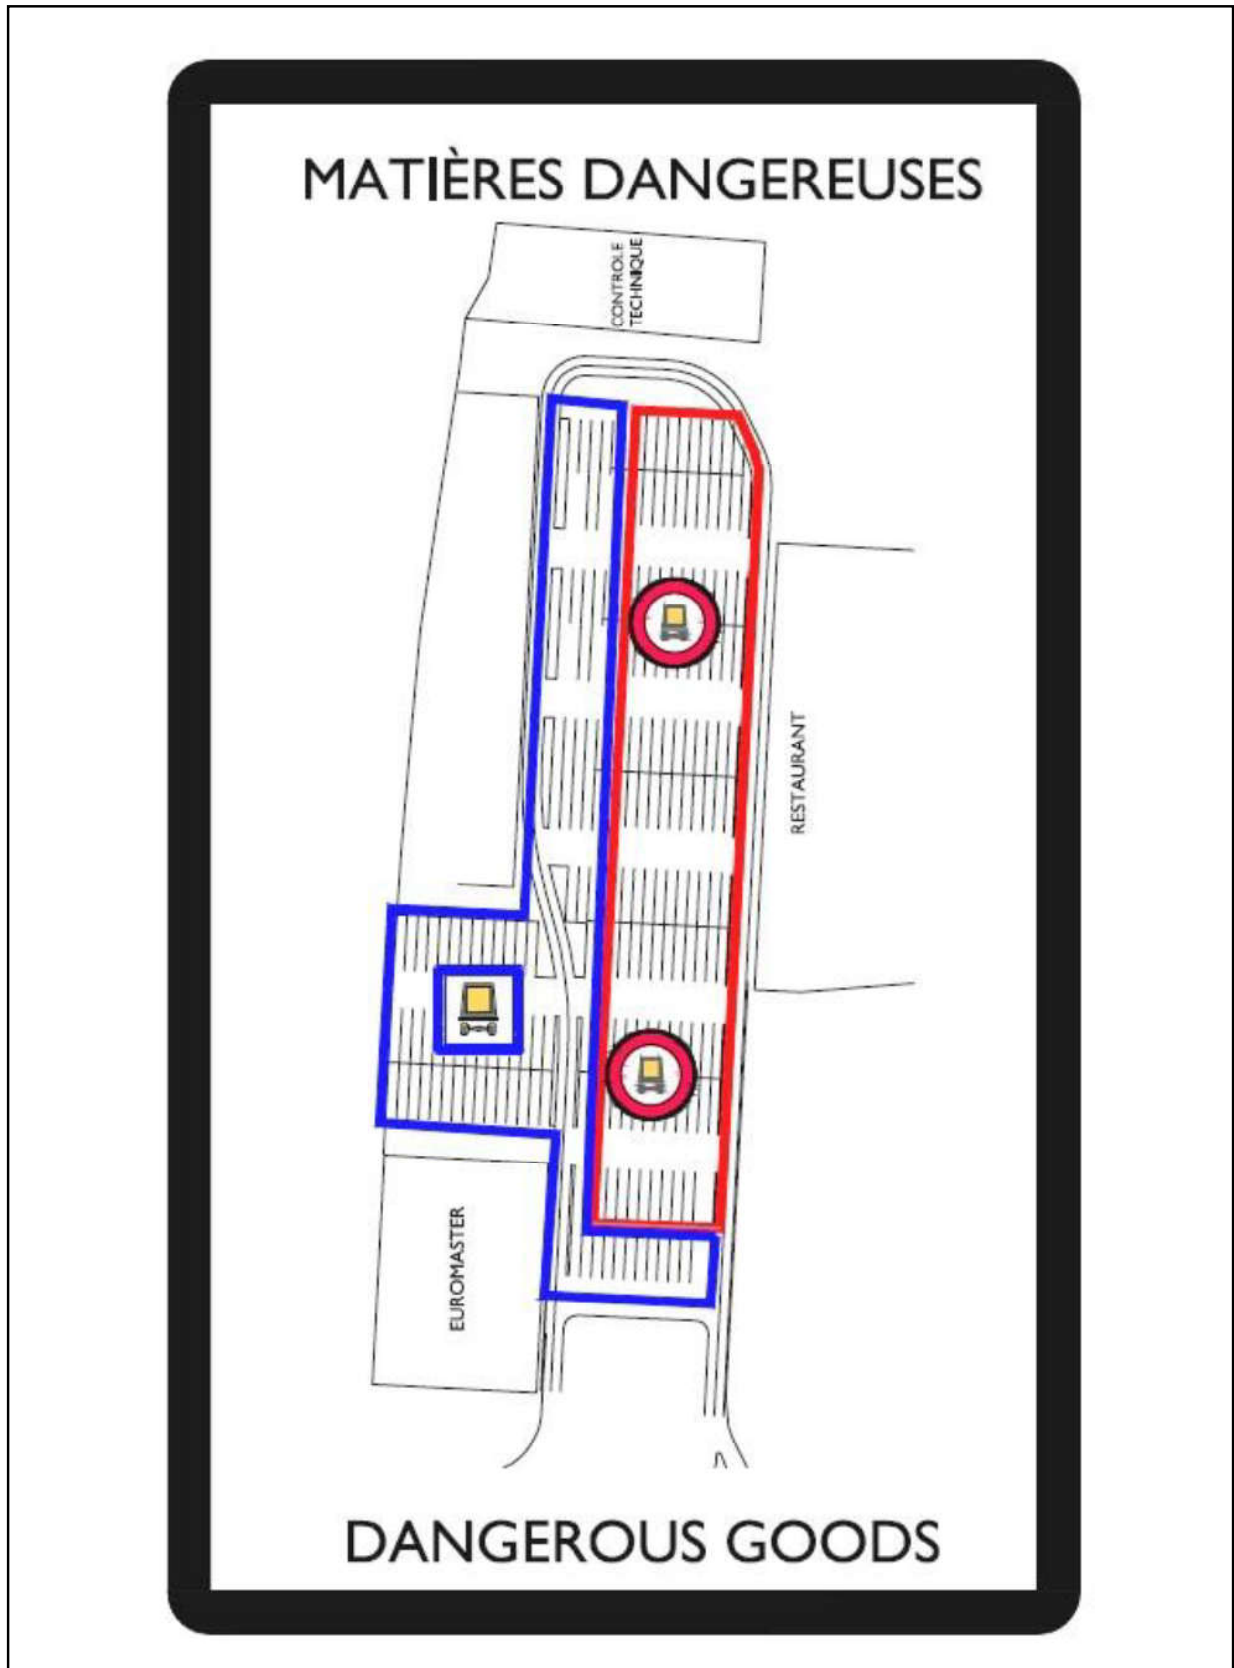 MATIÈRES DANGEREUSES
CONTROLE
TECHNIQUE
RESTAURANT
EUROMASTER
DANGEROUS GOODS